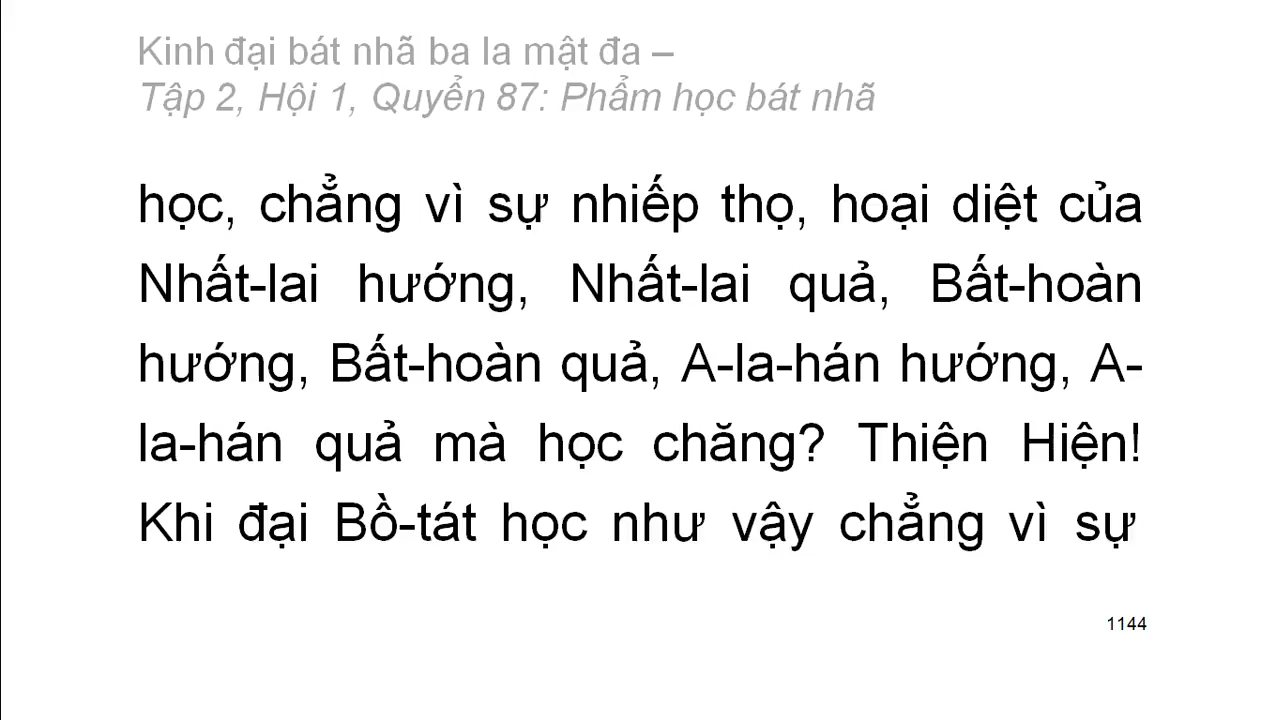 Kinh đại bát nhã ba la mật đa –
Tập 2, Hội 1, Quyển 87: Phẩm học bát nhã
học, chẳng vì sự nhiếp thọ, hoại diệt của
Nhất-lai hướng, Nhất-lai quả, Bất-hoàn
hướng, Bất-hoàn quả, A-la-hán hướng, A-
la-hán quả mà học chăng? Thiện Hiện!
Khi đại Bồ-tát học như vậy chẳng vì sự
1144